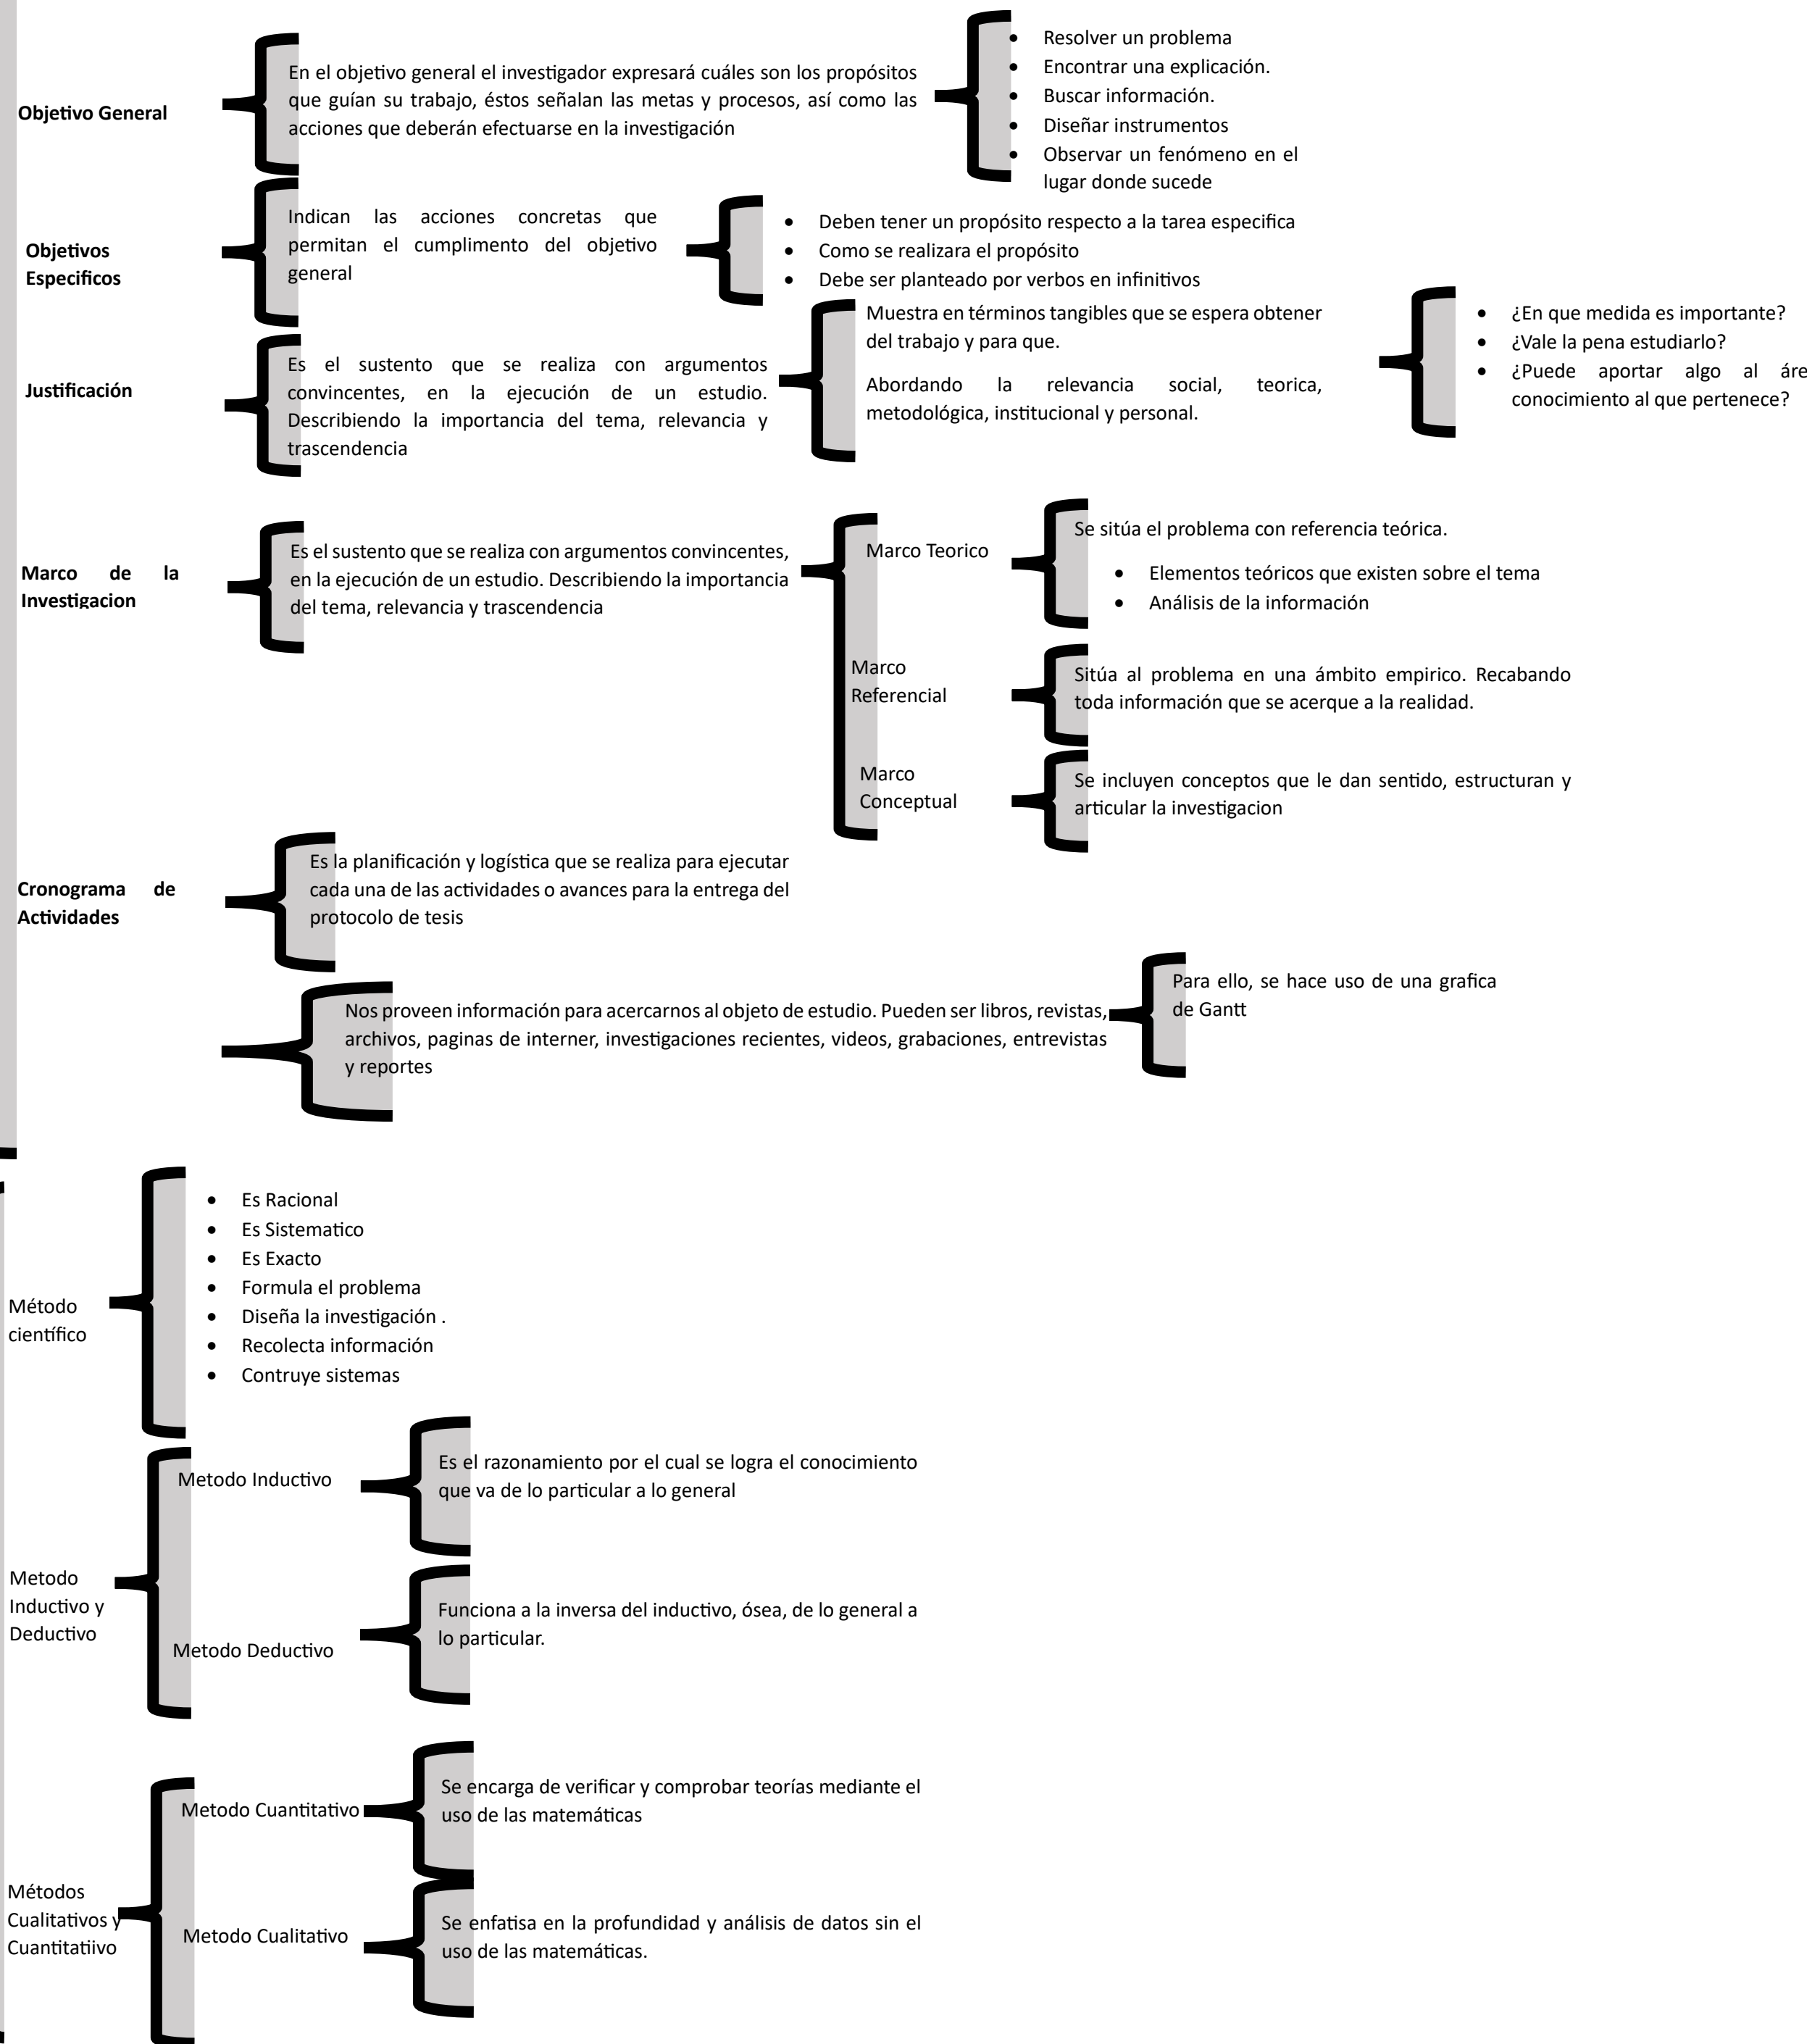 Objetivo General
En el objetivo general el investigador expresará cuáles son los propósitos
que guían su trabajo, éstos señalan las metas y procesos, así como las
acciones que deberán efectuarse en la investigación
• Resolver un problema
• Encontrar una explicación.
• Buscar información.
• Diseñar instrumentos
• Observar un fenómeno en el
lugar donde sucede
Objetivos
Especificos
Indican las acciones concretas que
permitan el cumplimento del objetivo
general
• Deben tener un propósito respecto a la tarea especifica
• Como se realizara el propósito
• Debe ser planteado por verbos en infinitivos
Justificación
Es el sustento que se realiza con argumentos
convincentes, en la ejecución de un estudio.
Describiendo la importancia del tema, relevancia y
trascendencia
Muestra en términos tangibles que se espera obtener
del trabajo y para que.
Abordando la relevancia social, teorica,
metodológica, institucional y personal.
• ¿En que medida es importante?
• ¿Vale la pena estudiarlo?
• ¿Puede aportar algo al áre
conocimiento al que pertenece?
Marco de la
Investigacion
Es el sustento que se realiza con argumentos convincentes,
en la ejecución de un estudio. Describiendo la importancia
del tema, relevancia y trascendencia
Marco Teorico
Se sitúa el problema con referencia teórica.
• Elementos teóricos que existen sobre el tema
• Análisis de la información
Marco
Referencial
Sitúa al problema en una ámbito empirico. Recabando
toda información que se acerque a la realidad.
Marco
Conceptual
Se incluyen conceptos que le dan sentido, estructuran y
articular la investigacion
Cronograma de
Actividades
Es la planificación y logística que se realiza para ejecutar
cada una de las actividades o avances para la entrega del
protocolo de tesis
Nos proveen información para acercarnos al objeto de estudio. Pueden ser libros, revistas,
archivos, paginas de interner, investigaciones recientes, videos, grabaciones, entrevistas
y reportes
Para ello, se hace uso de una grafica
de Gantt
Método
científico
• Es Racional
• Es Sistematico
• Es Exacto
• Formula el problema
• Diseña la investigación .
• Recolecta información
• Contruye sistemas
Metodo
Inductivo y
Deductivo
Metodo Inductivo
Es el razonamiento por el cual se logra el conocimiento
que va de lo particular a lo general
Metodo Deductivo
Funciona a la inversa del inductivo, ósea, de lo general a
lo particular.
Métodos
Cualitativos y
Cuantitatiivo
Metodo Cuantitativo
Se encarga de verificar y comprobar teorías mediante el
uso de las matemáticas
Metodo Cualitativo
Se enfatisa en la profundidad y análisis de datos sin el
uso de las matemáticas.